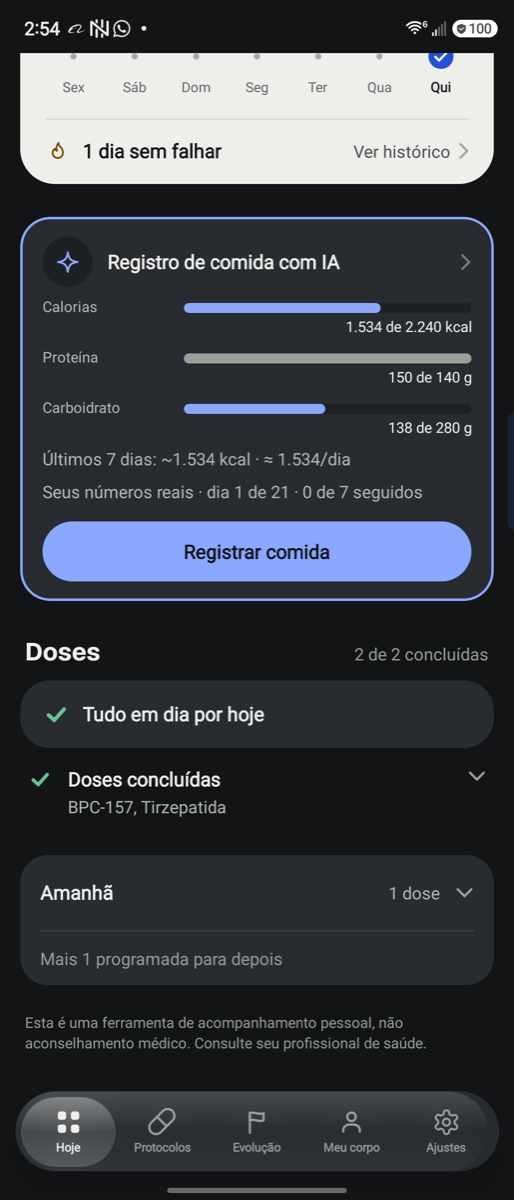 2:54
6
100
Sex Sáb Dom Seg Ter Qua Qui
1 dia sem falhar Ver histórico
Registro de comida com IA
Calorias
1.534 de 2.240 kcal
Proteína
150 de 140 g
Carboidrato
138 de 280 g
Últimos 7 dias: ~1.534 kcal · ≈ 1.534/dia
Seus números reais · dia 1 de 21 · 0 de 7 seguidos
Registrar comida
Doses 2 de 2 concluídas
Tudo em dia por hoje
Doses concluídas
BPC-157, Tirzepatida
Amanhã 1 dose
Mais 1 programada para depois
Esta é uma ferramenta de acompanhamento pessoal, não
aconselhamento médico. Consulte seu profissional de saúde.
Hoje Protocolos Evolução Meu corpo Ajustes